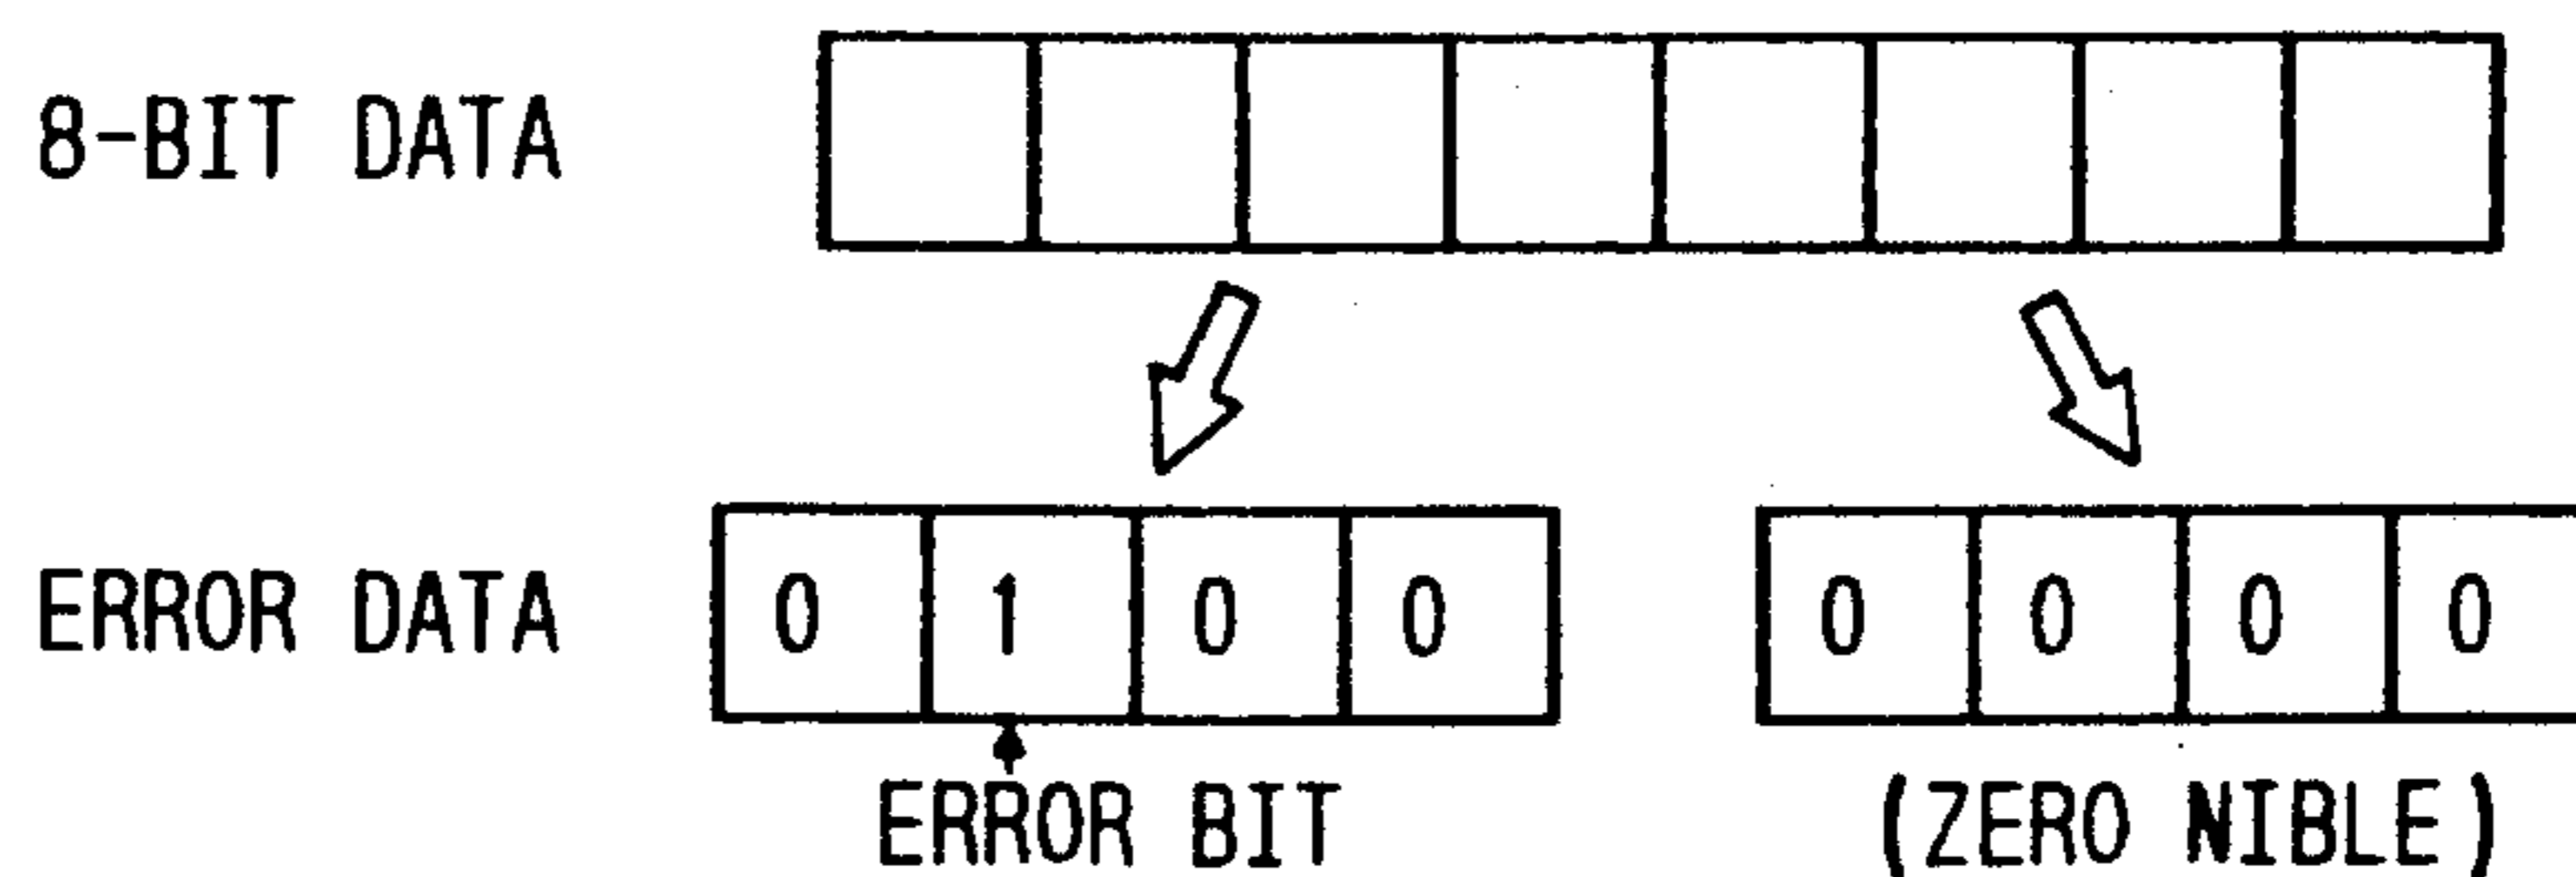 8-BIT DATA
ERROR DATA 0 1 0 0 0 0 0 0
ERROR BIT (ZERO NIBLE)